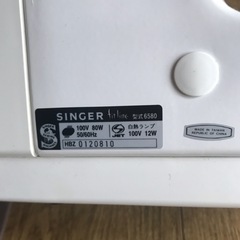 SINGER 型式6580
100V 80W 白熱ランプ
50/60Hz JET 100V 12W
HBZ 0120810
MADE IN TAIWAN
REPUBLIC OF CHINA